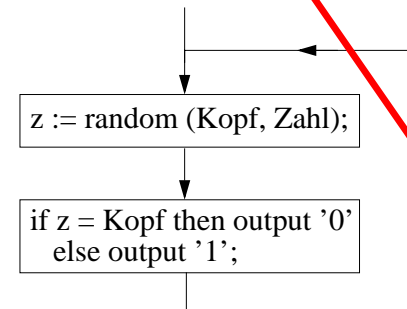 z := random (Kopf, Zahl);
if z = Kopf then output ’0’
else output ’1’;